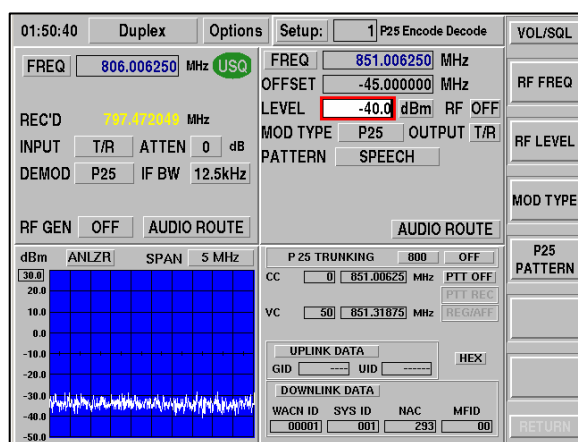 01:50:40 Duplex Options Setup: 1 P25 Encode Decode VOL/SQL
FREQ 806.006250 MHz USQ
REC'D 797.472049 MHz
INPUT T/R ATTEN 0 dB
DEMOD P25 IF BW 12.5kHz
RF GEN OFF AUDIO ROUTE
FREQ 851.006250 MHz
OFFSET -45.000000 MHz
LEVEL -40.0 dBm RF OFF
MOD TYPE P25 OUTPUT T/R
PATTERN SPEECH
AUDIO ROUTE
RF FREQ
RF LEVEL
MOD TYPE
P25
PATTERN
RETURN
dBm ANLZR SPAN 5 MHz
30.0
20.0
10.0
0.0
-10.0
-20.0
-30.0
-40.0
-50.0
P 25 TRUNKING 800 OFF
CC 0 851.00625 MHz PTT OFF
PTT REC
VC 50 851.31875 MHz REG/AFF
UPLINK DATA HEX
GID ---- UID ------
DOWNLINK DATA
WACN ID SYS ID NAC MFID
00001 001 293 00